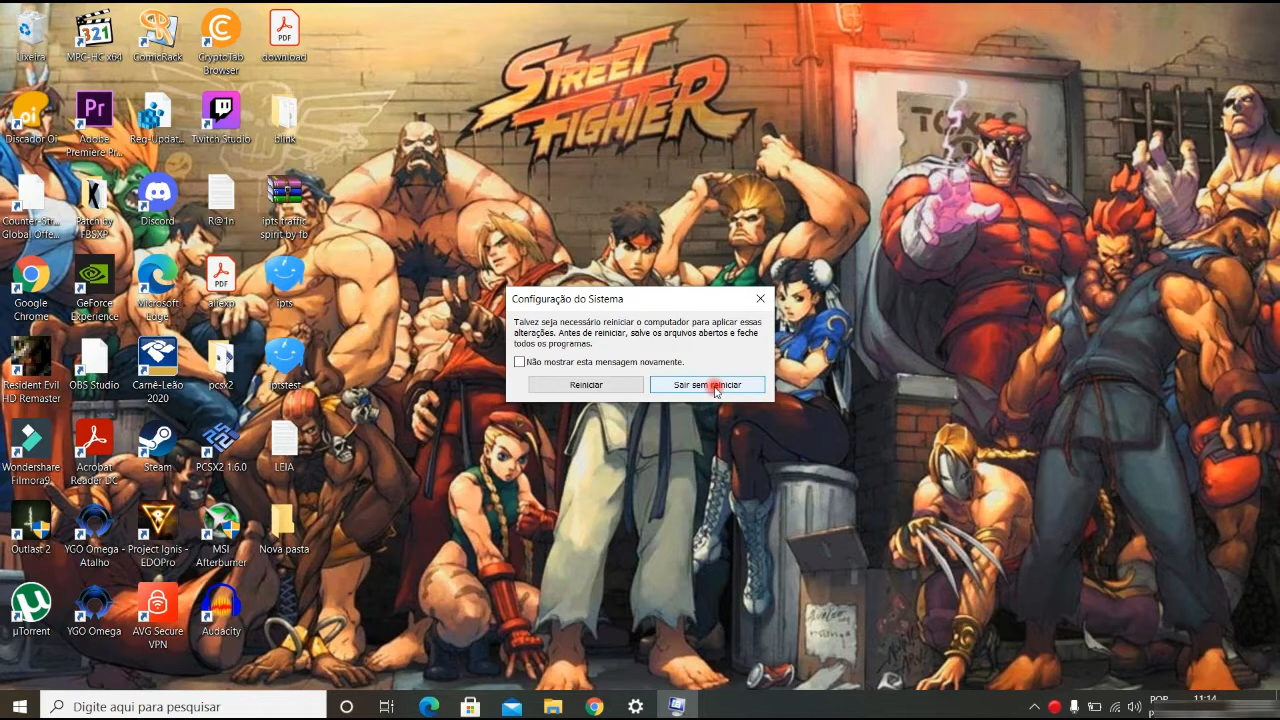 Lixeira
MPC-HC x64
ComicRack
CryptoTab
Browser
download
PDF
STREET
FIGHTER
Discador Oi
Adobe
Premiere Pr...
Reg-Updat...
Twitch Studio
blink
Counter-Str...
Global Offe...
Patch by
FBSXP
Discord
R@1n
ipts traffic
spirit by fb
Google
Chrome
GeForce
Experience
Microsoft
Edge
PDF
aliexp
ipts
Configuração do Sistema
Talvez seja necessário reiniciar o computador para aplicar essas
alterações. Antes de reiniciar, salve os arquivos abertos e feche
todos os programas.
Não mostrar esta mensagem novamente.
Reiniciar
Sair sem reiniciar
Resident Evil
HD Remaster
OBS Studio
Carnê-Leão
2020
pcsx2
iptstest
Wondershare
Filmora9
Acrobat
Reader DC
Steam
PCSX2 1.6.0
LEIA
Outlast 2
YGO Omega -
Atalho
Project Ignis -
EDOPro
MSI
Afterburner
Nova pasta
µTorrent
YGO Omega
AVG Secure
VPN
Audacity
Digite aqui para pesquisar
POR
11:14